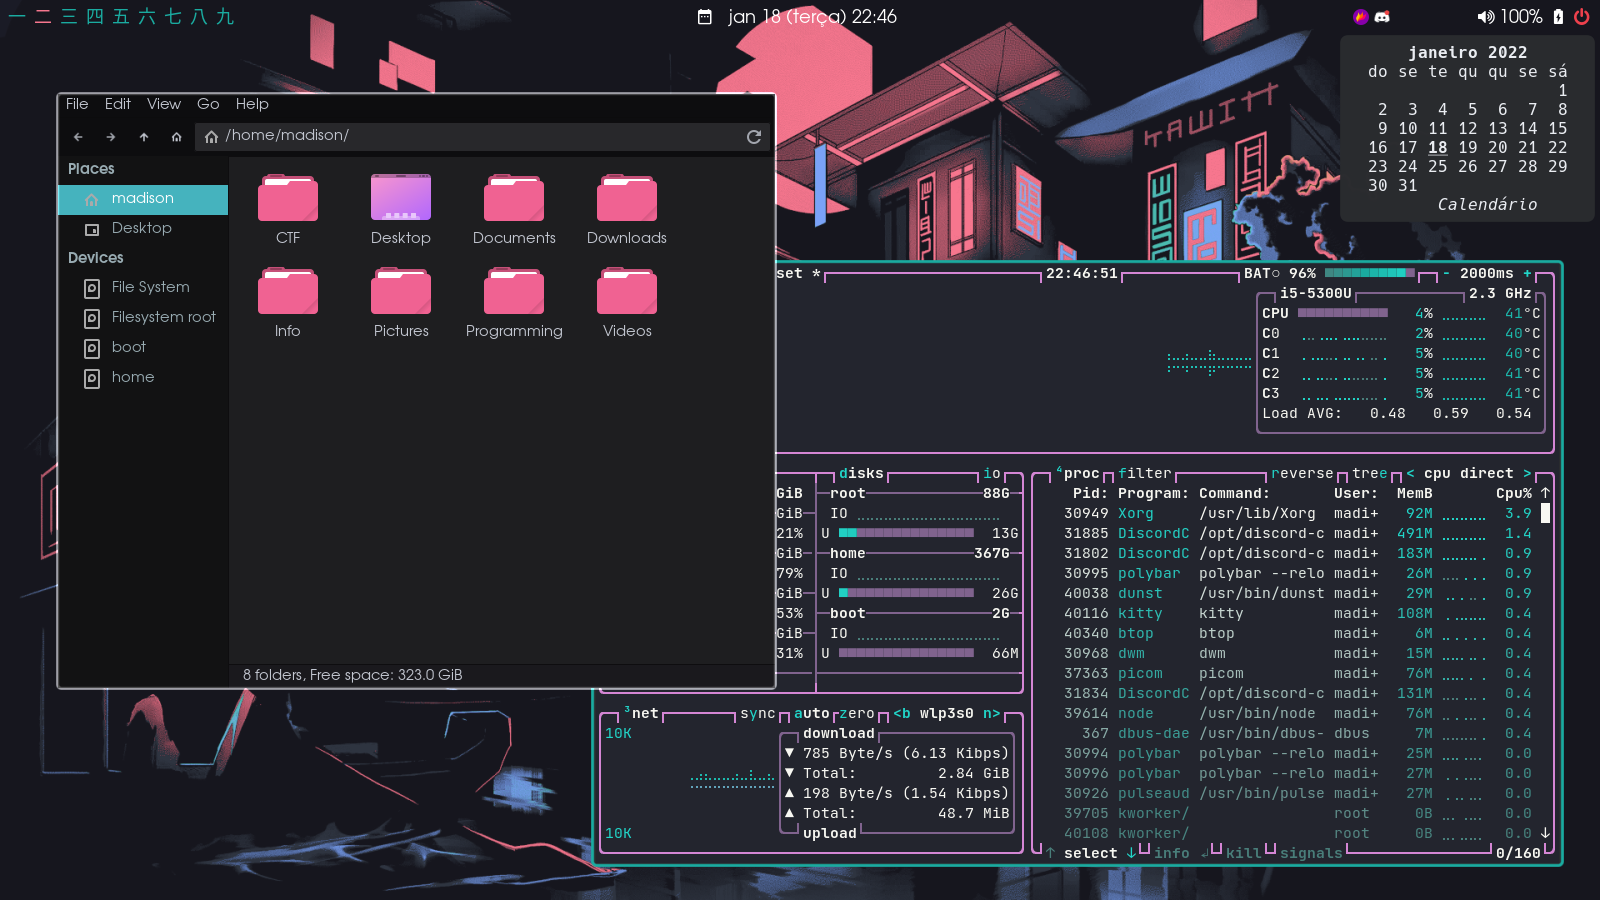 一 二 三 四 五 六 七 八 九
jan 18 (terça) 22:46
100%
janeiro 2022
do se te qu qu se sá
1
2 3 4 5 6 7 8
9 10 11 12 13 14 15
16 17 18 19 20 21 22
23 24 25 26 27 28 29
30 31
Calendário
File Edit View Go Help
/home/madison/
Places
madison
Desktop
Devices
File System
Filesystem root
boot
home
CTF Desktop Documents Downloads
Info Pictures Programming Videos
8 folders, Free space: 323.0 GiB
set * 22:46:51 BAT○ 96% - 2000ms +
i5-5300U 2.3 GHz
CPU 4% 41°C
C0 2% 40°C
C1 5% 40°C
C2 5% 41°C
C3 5% 41°C
Load AVG: 0.48 0.59 0.54
disks io
GiB root 88G
GiB IO
21% U 13G
GiB home 367G
79% IO
GiB U 26G
53% boot 2G
GiB IO
31% U 66M
³net sync auto zero <b wlp3s0 n>
10K download
▼ 785 Byte/s (6.13 Kibps)
▼ Total: 2.84 GiB
▲ 198 Byte/s (1.54 Kibps)
▲ Total: 48.7 MiB
10K upload
⁴proc filter reverse tree < cpu direct >
Pid: Program: Command: User: MemB Cpu% ↑
30949 Xorg /usr/lib/Xorg madi+ 92M 3.9
31885 DiscordC /opt/discord-c madi+ 491M 1.4
31802 DiscordC /opt/discord-c madi+ 183M 0.9
30995 polybar polybar --relo madi+ 26M 0.9
40038 dunst /usr/bin/dunst madi+ 29M 0.9
40116 kitty kitty madi+ 108M 0.4
40340 btop btop madi+ 6M 0.4
30968 dwm dwm madi+ 15M 0.4
37363 picom picom madi+ 76M 0.4
31834 DiscordC /opt/discord-c madi+ 131M 0.4
39614 node /usr/bin/node madi+ 76M 0.4
367 dbus-dae /usr/bin/dbus- dbus 7M 0.4
30994 polybar polybar --relo madi+ 25M 0.0
30996 polybar polybar --relo madi+ 27M 0.0
30926 pulseaud /usr/bin/pulse madi+ 27M 0.0
39705 kworker/ root 0B 0.0
40108 kworker/ root 0B 0.0 ↓
↑ select ↓ info ↲ kill signals 0/160